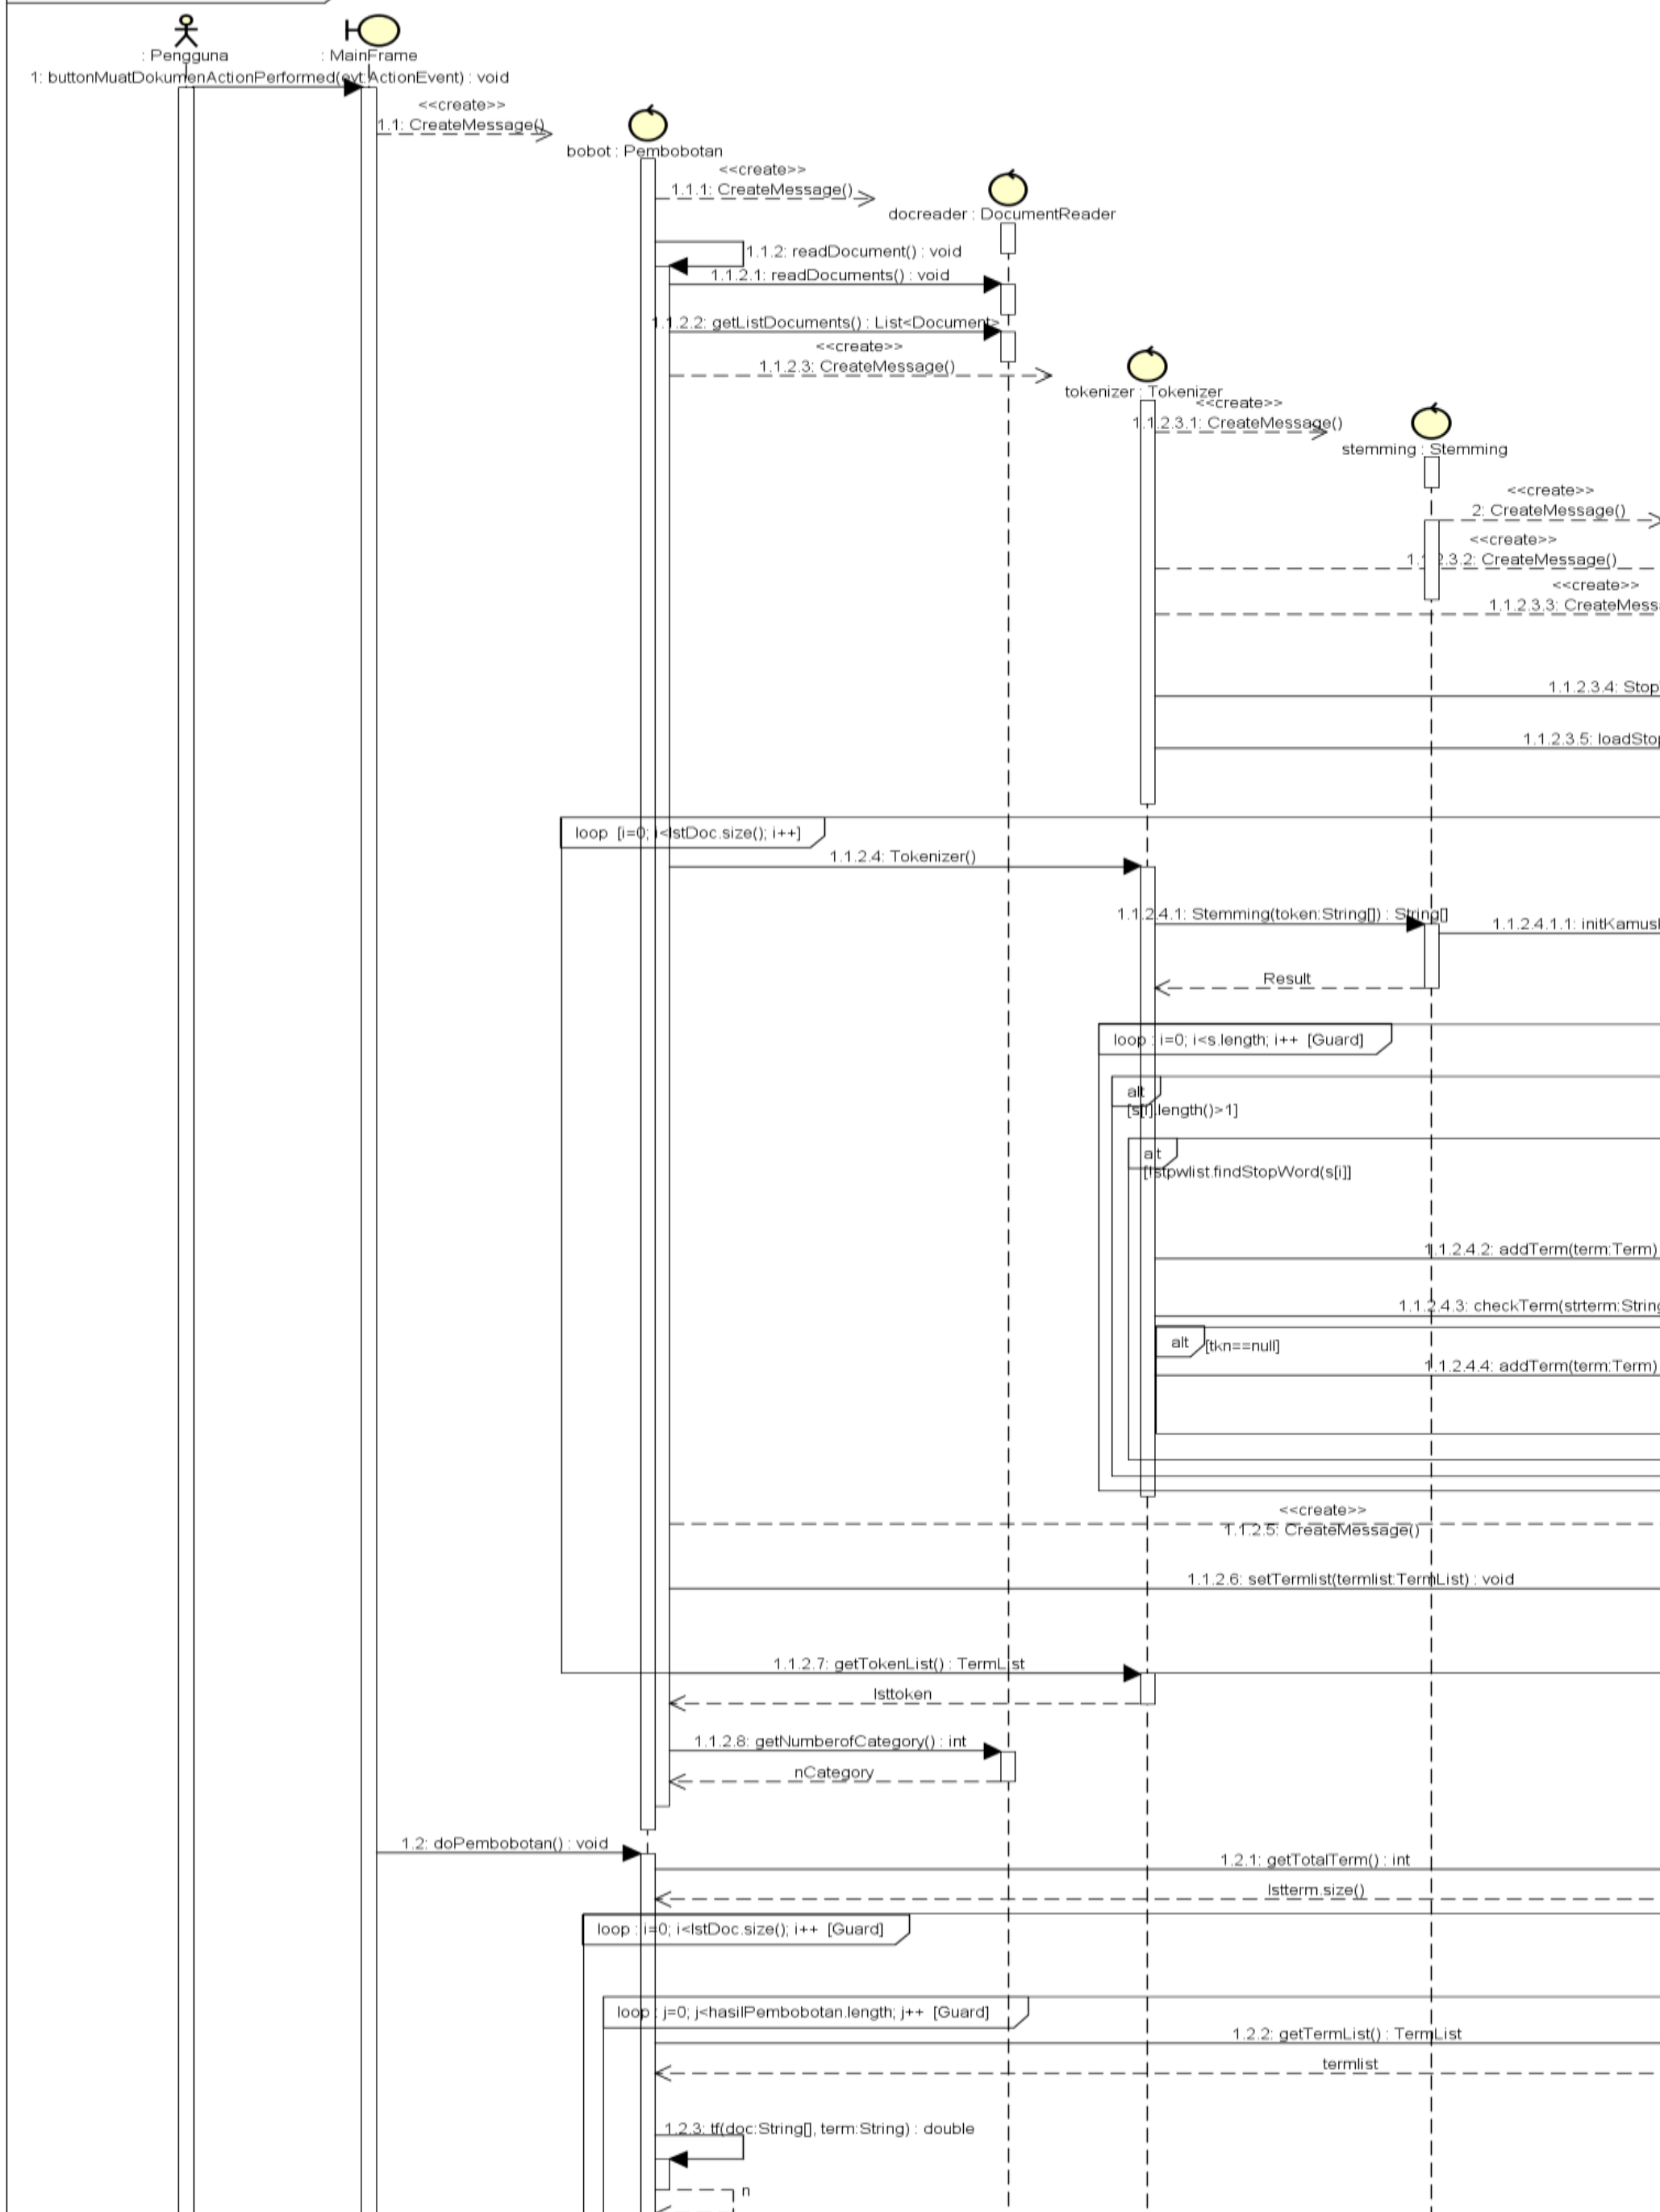 : Pengguna
: MainFrame
1: buttonMuatDokumenActionPerformed(evt:ActionEvent) : void
<<create>>
1.1: CreateMessage()
bobot : Pembobotan
<<create>>
1.1.1: CreateMessage()
docreader : DocumentReader
1.1.2: readDocument() : void
1.1.2.1: readDocuments() : void
1.1.2.2: getListDocuments() : List<Document>
<<create>>
1.1.2.3: CreateMessage()
tokenizer : Tokenizer
<<create>>
1.1.2.3.1: CreateMessage()
stemming : Stemming
<<create>>
2: CreateMessage()
<<create>>
1.1.2.3.2: CreateMessage()
<<create>>
1.1.2.3.3: CreateMess
1.1.2.3.4: Stop
1.1.2.3.5: loadStop
loop [i=0; i<lstDoc.size(); i++]
1.1.2.4: Tokenizer()
1.1.2.4.1: Stemming(token:String[]) : String[]
1.1.2.4.1.1: initKamus
Result
loop : i=0; i<s.length; i++ [Guard]
alt
[s[i].length()>1]
alt
[!stpwlist.findStopWord(s[i]]
1.1.2.4.2: addTerm(term:Term)
1.1.2.4.3: checkTerm(strterm:String
alt [tkn==null]
1.1.2.4.4: addTerm(term:Term)
<<create>>
1.1.2.5: CreateMessage()
1.1.2.6: setTermlist(termlist:TermList) : void
1.1.2.7: getTokenList() : TermList
lsttoken
1.1.2.8: getNumberofCategory() : int
nCategory
1.2: doPembobotan() : void
1.2.1: getTotalTerm() : int
lstterm.size()
loop : i=0; i<lstDoc.size(); i++ [Guard]
loop : j=0; j<hasilPembobotan.length; j++ [Guard]
1.2.2: getTermList() : TermList
termlist
1.2.3: tf(doc:String[], term:String) : double
n